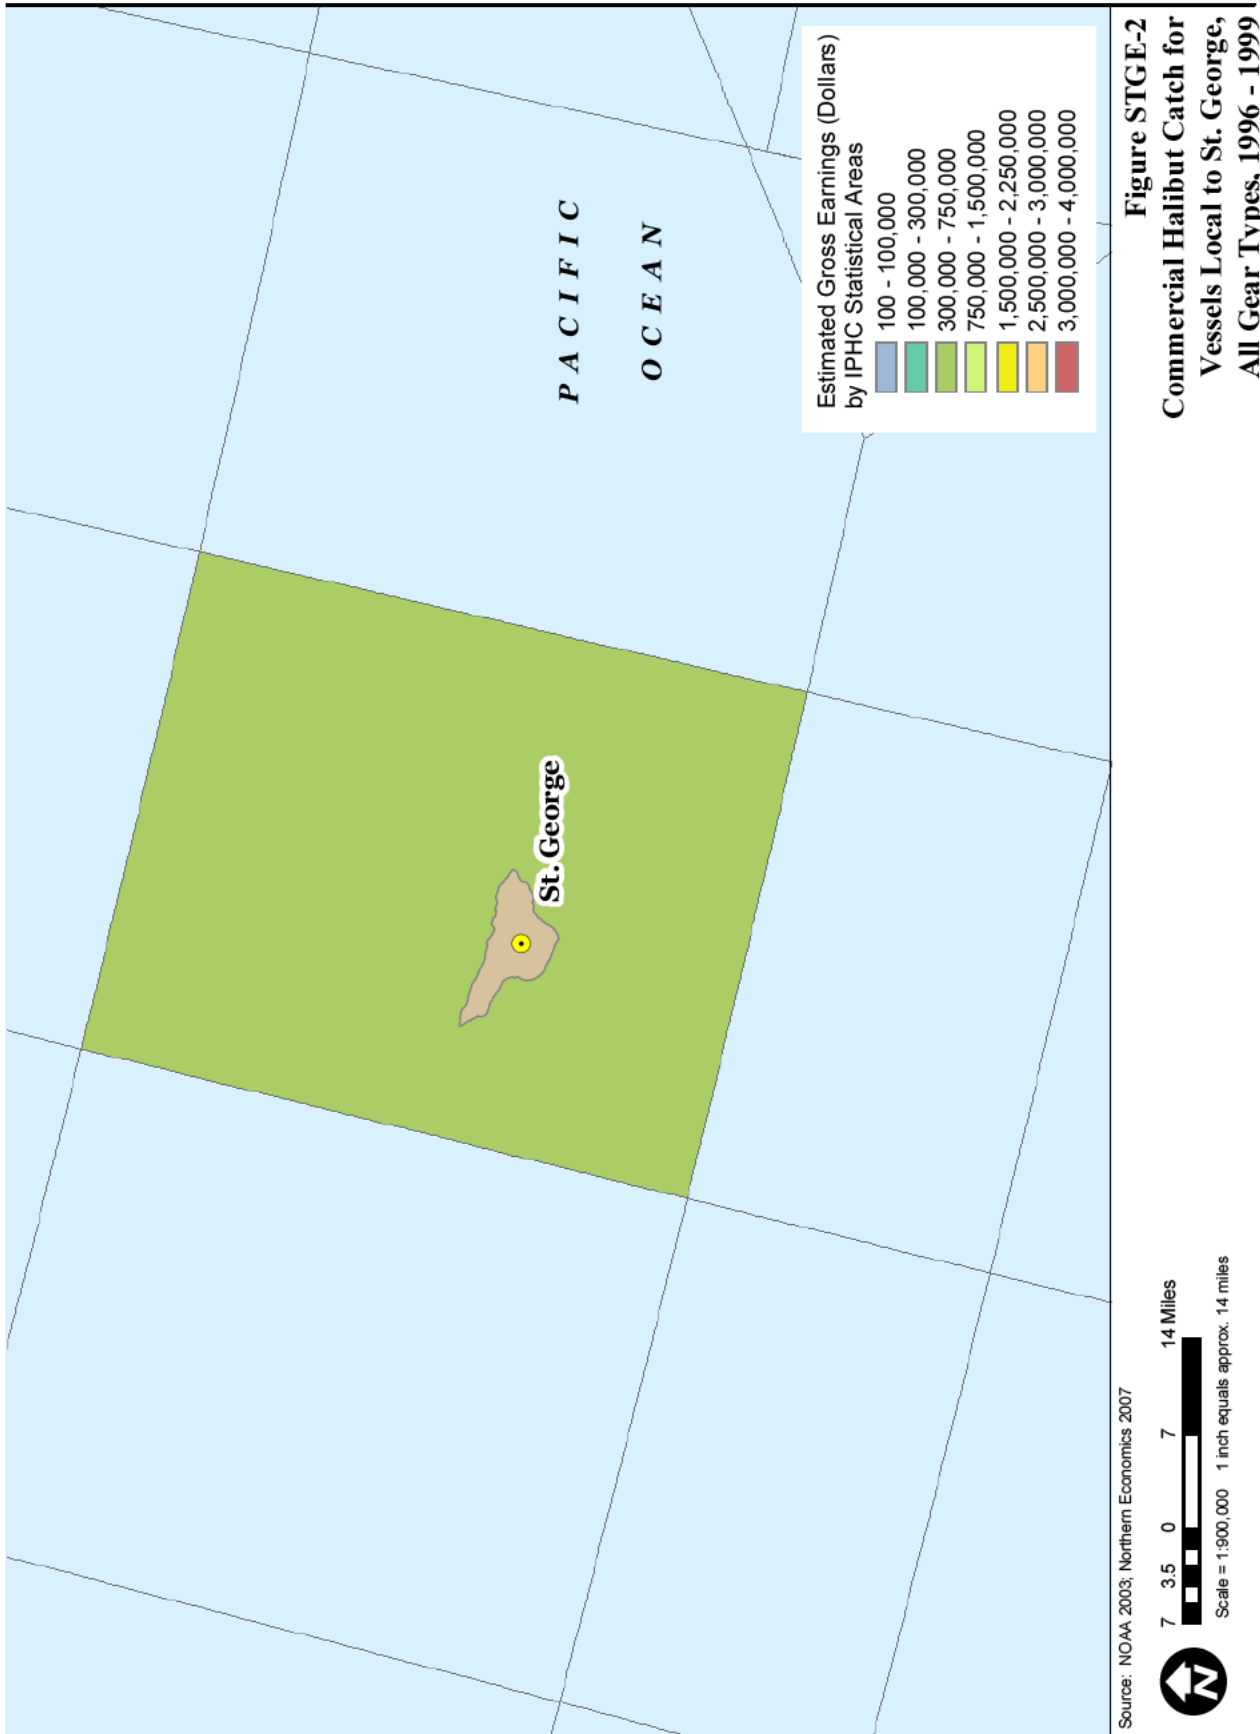 St. George
PACIFIC
OCEAN
Estimated Gross Earnings (Dollars)
by IPHC Statistical Areas
100 - 100,000
100,000 - 300,000
300,000 - 750,000
750,000 - 1,500,000
1,500,000 - 2,250,000
2,500,000 - 3,000,000
3,000,000 - 4,000,000
Source: NOAA 2003; Northern Economics 2007
N
7 3.5 0 7 14 Miles
Scale = 1:900,000 1 inch equals approx. 14 miles
Figure STGE-2
Commercial Halibut Catch for
Vessels Local to St. George,
All Gear Types, 1996 - 1999